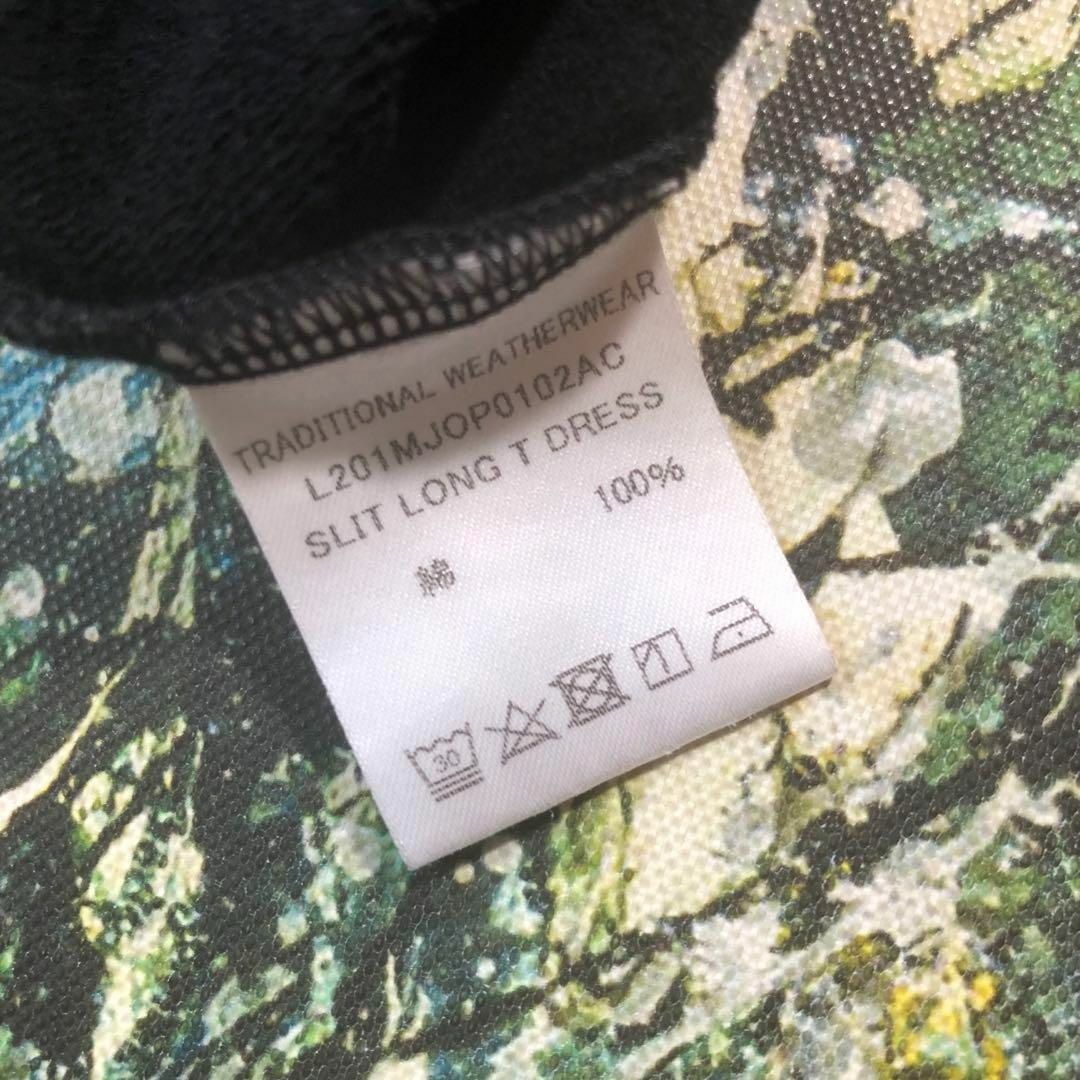 TRADITIONAL WEATHERWEAR
L201MJOP0102AC
SLIT LONG T DRESS
綿 100%
30